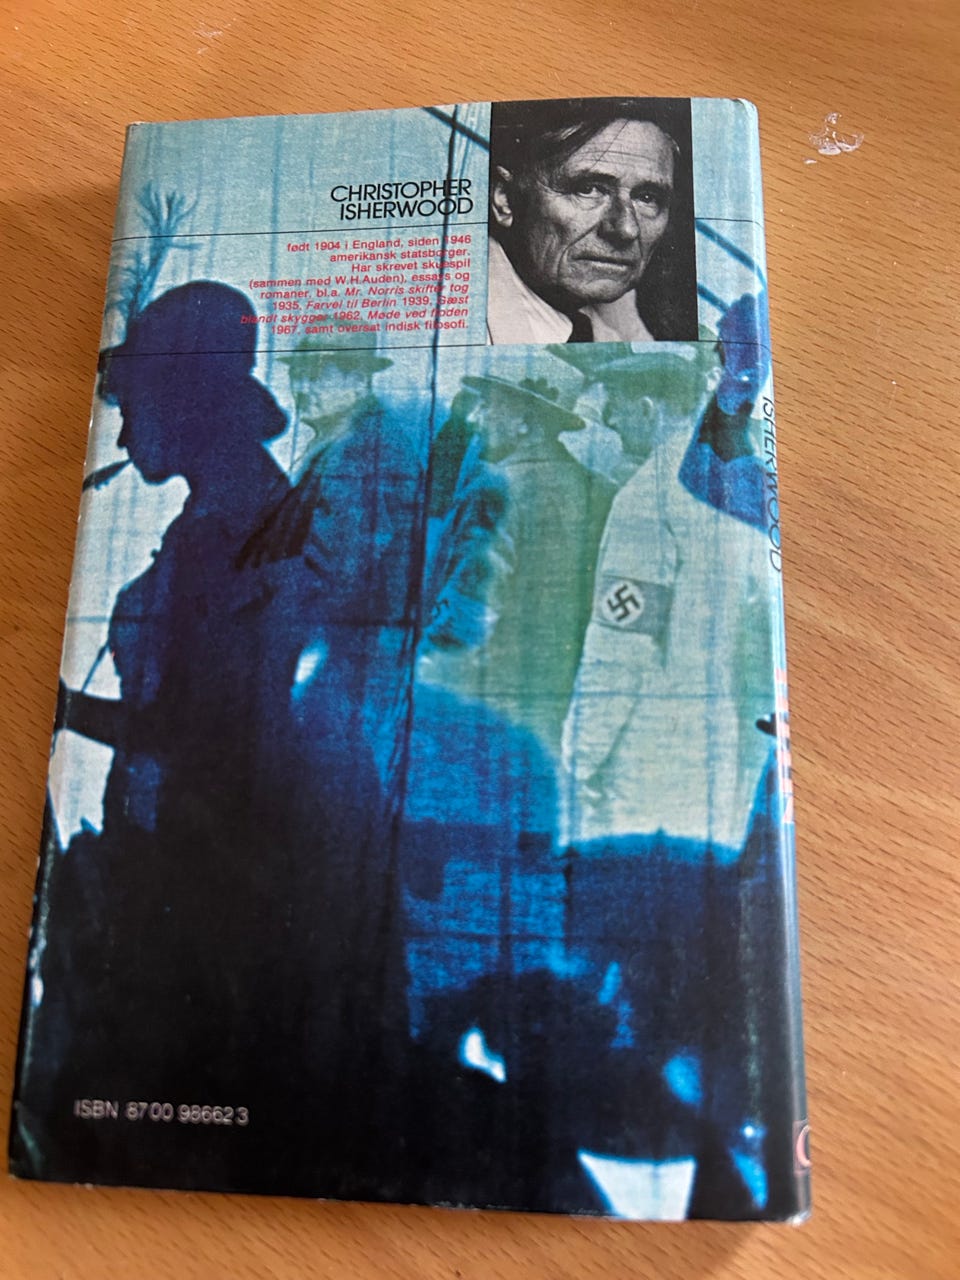 CHRISTOPHER
ISHERWOOD
født 1904 i England, siden 1946
amerikansk statsborger.
Har skrevet skuespil
(sammen med W.H.Auden), essays og
romaner, bl.a. Mr. Norris skifter tog
1935, Farvel til Berlin 1939, Gæst
blandt skygger 1962, Møde ved floden
1967, samt oversat indisk filosofi.
ISHERWOOD
ISBN 87 00 98662 3